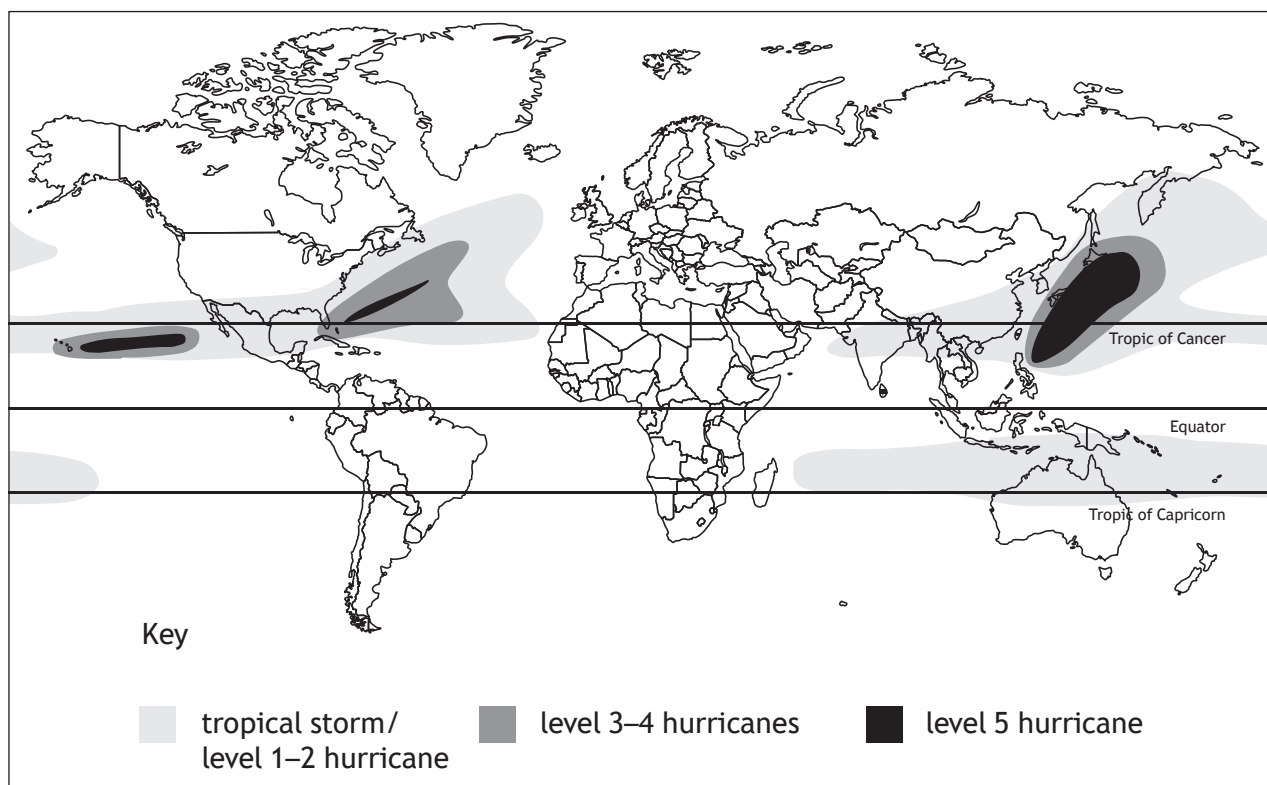 Tropic of Cancer
Equator
Tropic of Capricorn
Key
tropical storm/
level 1–2 hurricane
level 3–4 hurricanes
level 5 hurricane